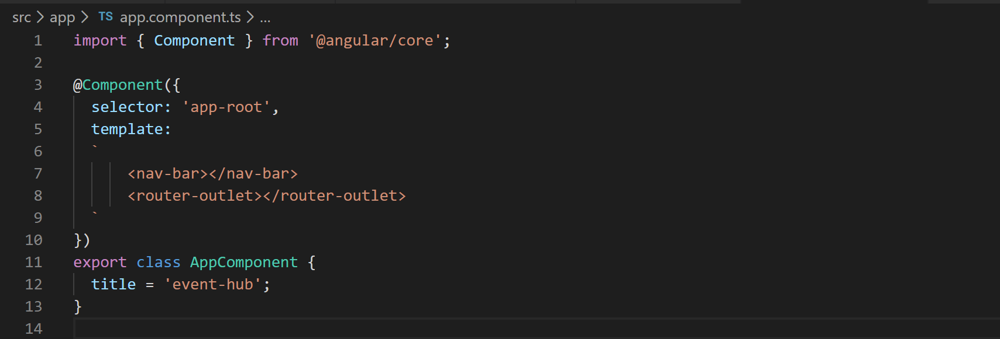 src > app > TS app.component.ts > ...
1 import { Component } from '@angular/core';
2
3 @Component({
4   selector: 'app-root',
5   template:
6   `
7       <nav-bar></nav-bar>
8       <router-outlet></router-outlet>
9   `
10 })
11 export class AppComponent {
12   title = 'event-hub';
13 }
14